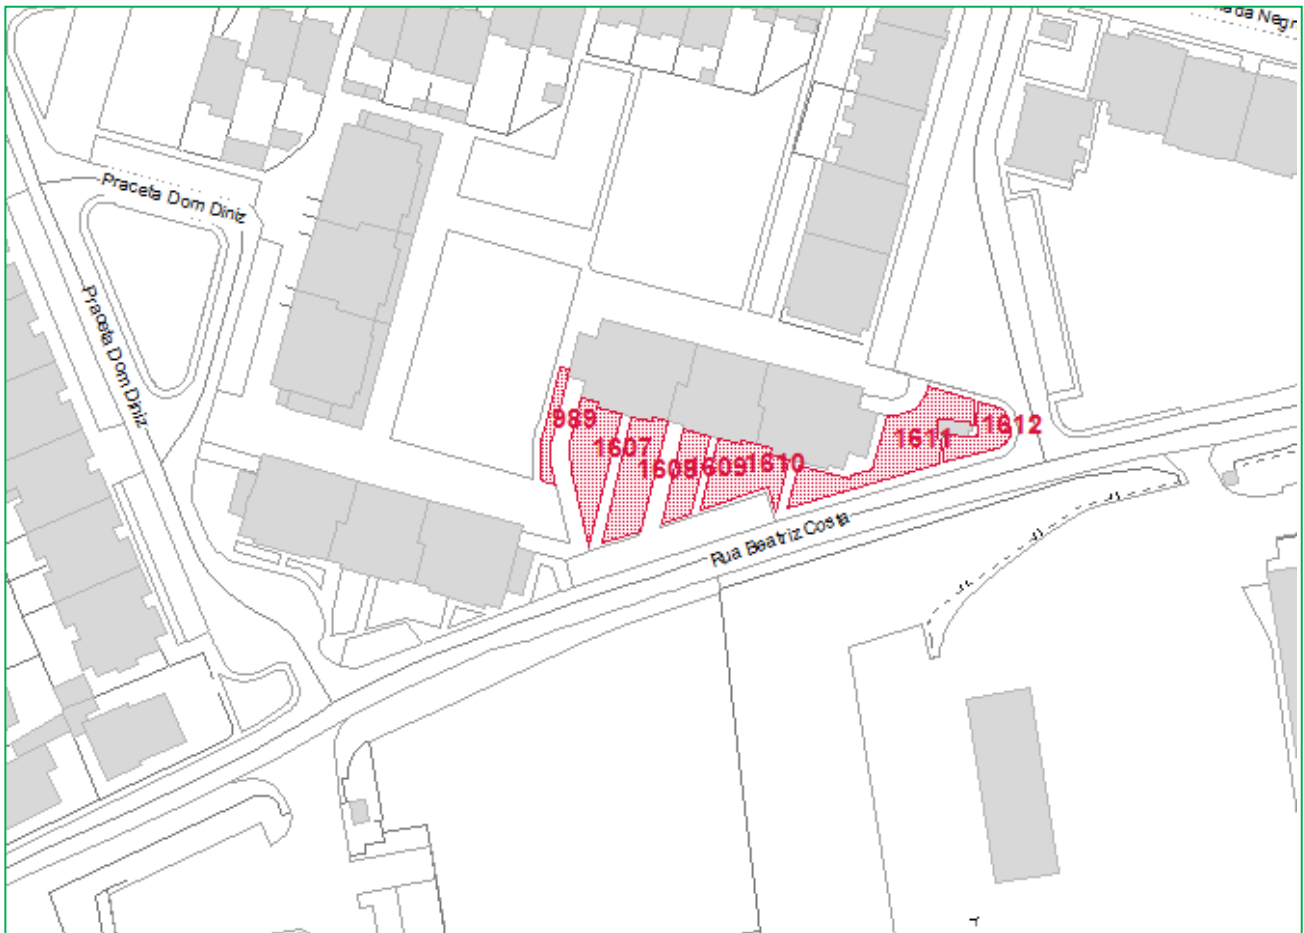 Praceta Dom Diniz
Praceta Dom Diniz
989
1607
1608
1609
1610
1611
1612
Rua Beatriz Costa